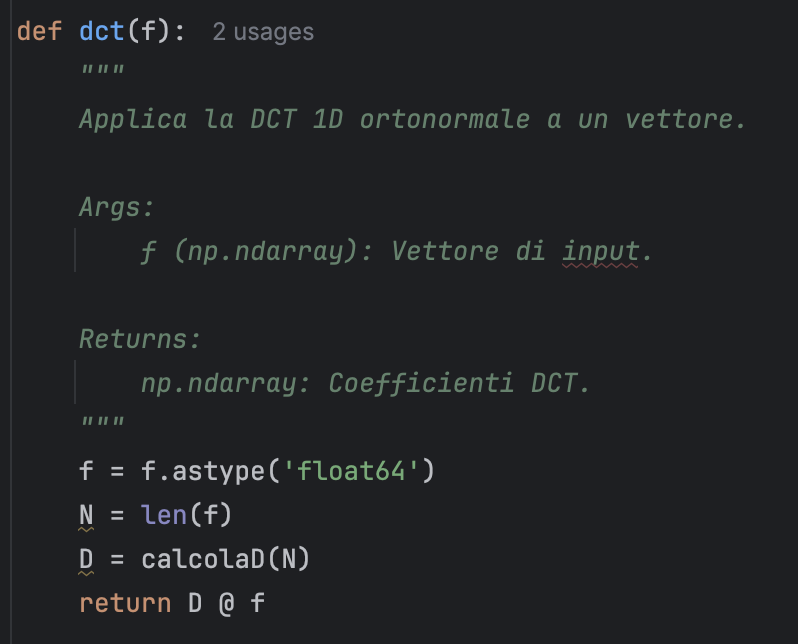 def dct(f): 2 usages
"""
Applica la DCT 1D ortonormale a un vettore.
Args:
f (np.ndarray): Vettore di input.
Returns:
np.ndarray: Coefficienti DCT.
"""
f = f.astype('float64')
N = len(f)
D = calcolaD(N)
return D @ f